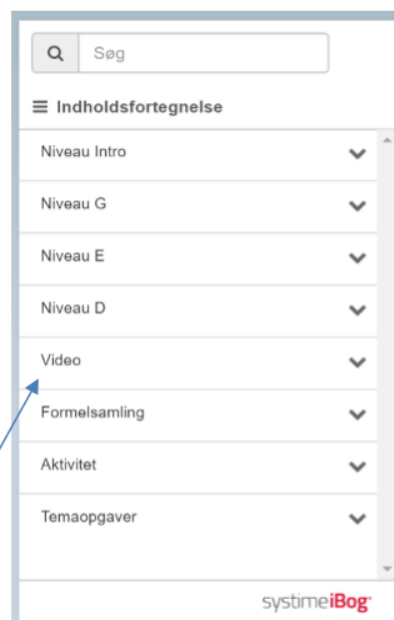 Søg
Indholdsfortegnelse
Niveau Intro
Niveau G
Niveau E
Niveau D
Video
Formelsamling
Aktivitet
Temaopgaver
systimeiBog